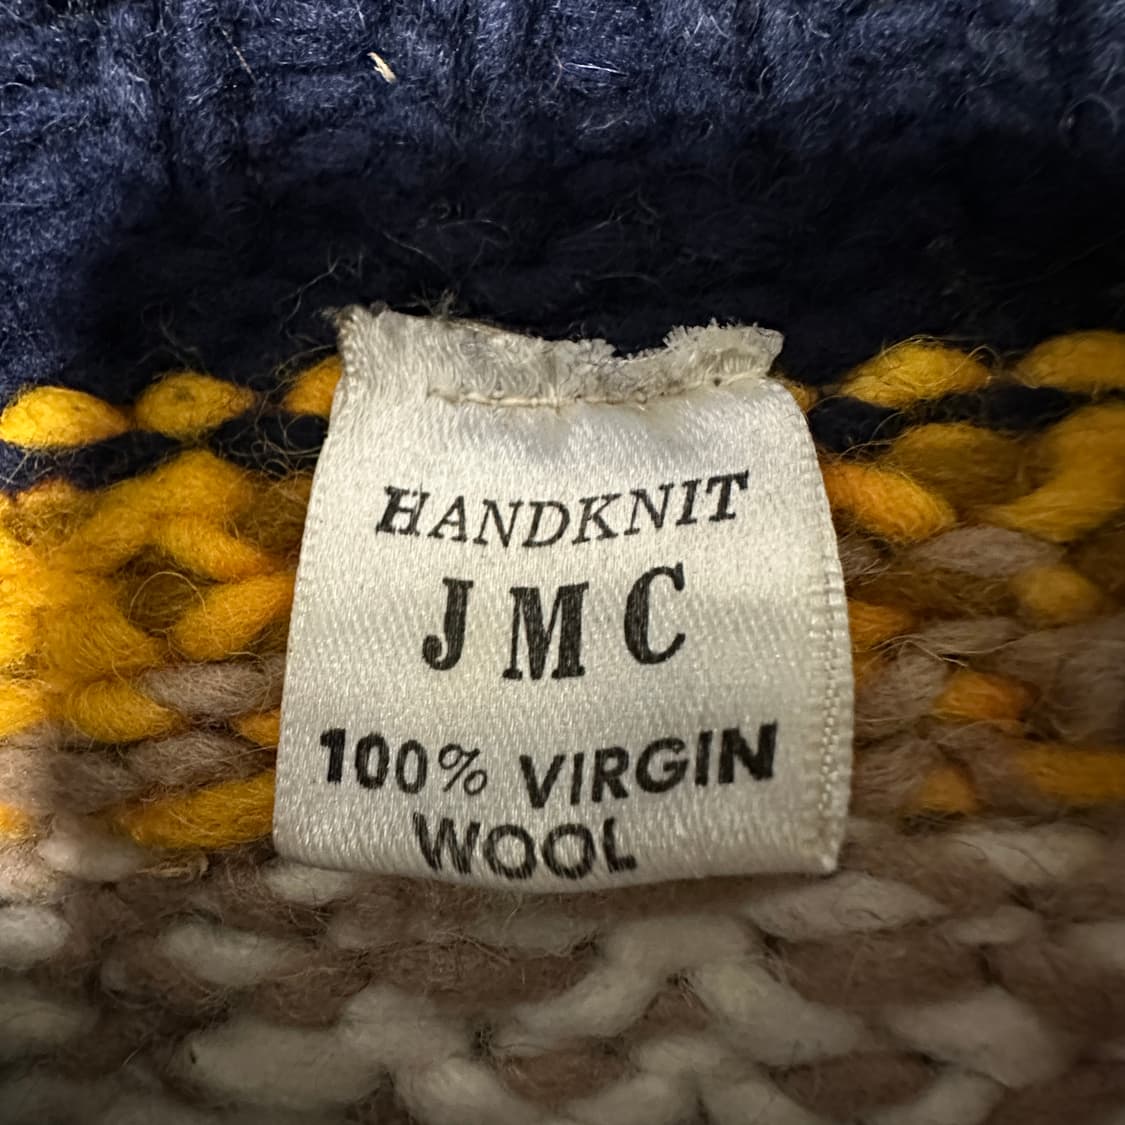 HANDKNIT
JMC
100% VIRGIN
WOOL